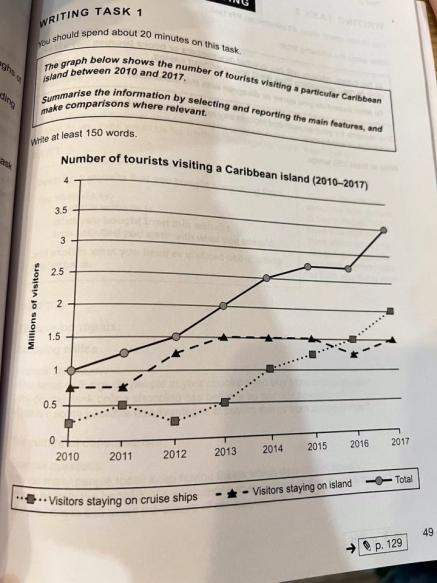 NG
WRITING TASK 1
You should spend about 20 minutes on this task.
The graph below shows the number of tourists visiting a particular Caribbean
island between 2010 and 2017.
Summarise the information by selecting and reporting the main features, and
make comparisons where relevant.
Write at least 150 words.
Number of tourists visiting a Caribbean island (2010–2017)
Millions of visitors
4
3.5
3
2.5
2
1.5
1
0.5
0
2010 2011 2012 2013 2014 2015 2016 2017
Visitors staying on cruise ships Visitors staying on island Total
→ p. 129
49